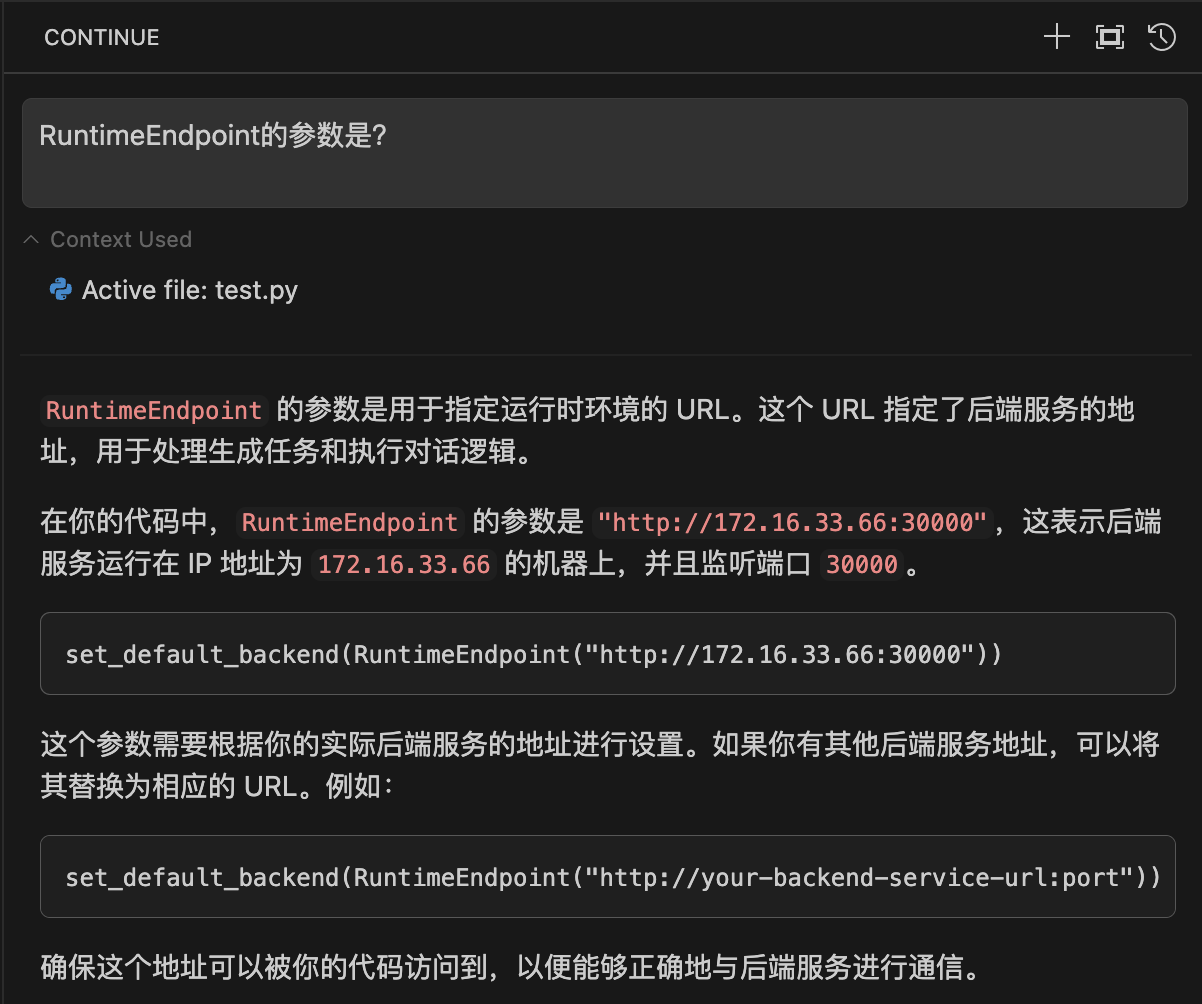 CONTINUE
RuntimeEndpoint的参数是?
Context Used
Active file: test.py
RuntimeEndpoint 的参数是用于指定运行时环境的 URL。这个 URL 指定了后端服务的地
址，用于处理生成任务和执行对话逻辑。
在你的代码中，RuntimeEndpoint 的参数是 "http://172.16.33.66:30000"，这表示后端
服务运行在 IP 地址为 172.16.33.66 的机器上，并且监听端口 30000。
set_default_backend(RuntimeEndpoint("http://172.16.33.66:30000"))
这个参数需要根据你的实际后端服务的地址进行设置。如果你有其他后端服务地址，可以将
其替换为相应的 URL。例如：
set_default_backend(RuntimeEndpoint("http://your-backend-service-url:port"))
确保这个地址可以被你的代码访问到，以便能够正确地与后端服务进行通信。